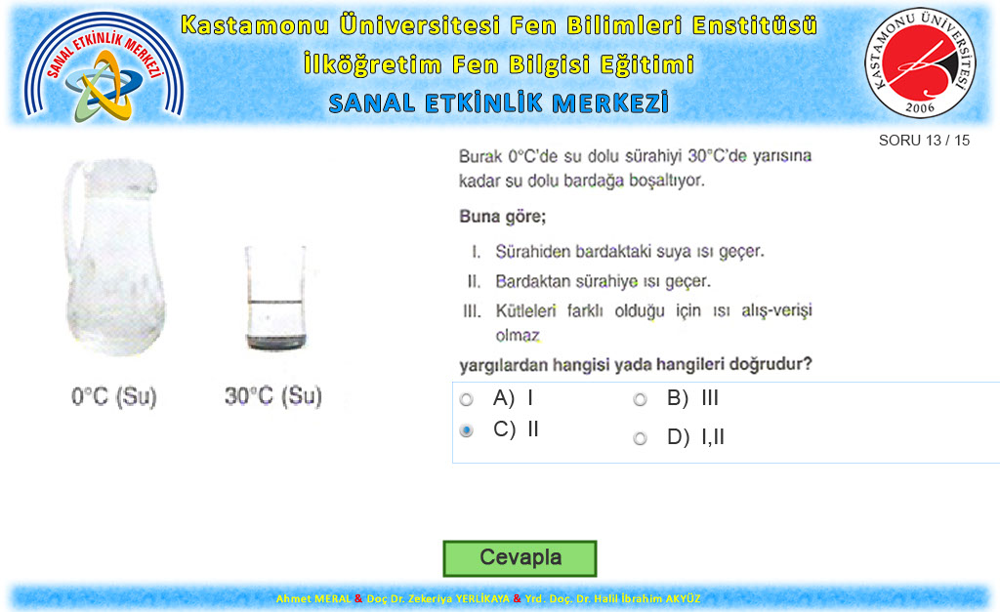 SANAL ETKİNLİK MERKEZİ
Kastamonu Üniversitesi Fen Bilimleri Enstitüsü
İlköğretim Fen Bilgisi Eğitimi
SANAL ETKİNLİK MERKEZİ
KASTAMONU ÜNİVERSİTESİ
2006
SORU 13 / 15
Burak 0°C'de su dolu sürahiyi 30°C'de yarısına
kadar su dolu bardağa boşaltıyor.
Buna göre;
I. Sürahiden bardaktaki suya ısı geçer.
II. Bardaktan sürahiye ısı geçer.
III. Kütleleri farklı olduğu için ısı alış-verişi
olmaz
yargılardan hangisi yada hangileri doğrudur?
0°C (Su)
30°C (Su)
A) I
B) III
C) II
D) I,II
Cevapla
Ahmet MERAL & Doç Dr. Zekeriya YERLİKAYA & Yrd. Doç. Dr. Halil İbrahim AKYÜZ